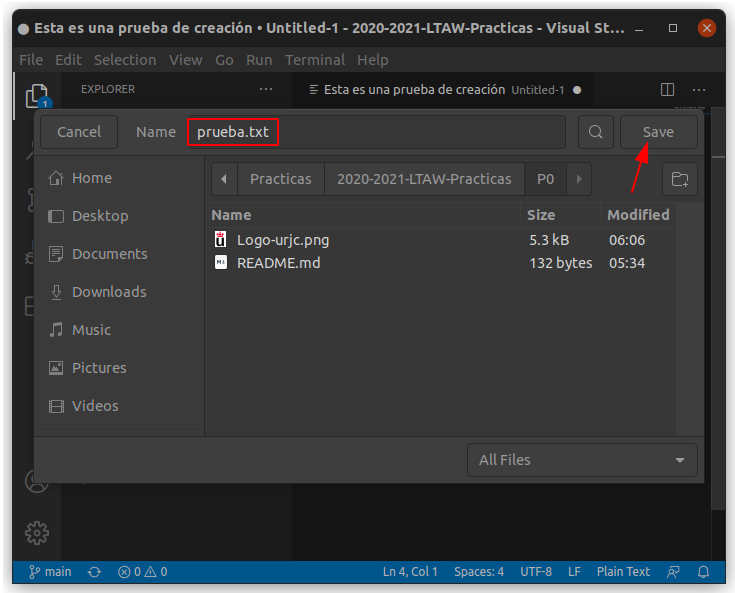 Esta es una prueba de creación • Untitled-1 - 2020-2021-LTAW-Practicas - Visual St...
File Edit Selection View Go Run Terminal Help
EXPLORER ... Esta es una prueba de creación Untitled-1 ● ...
1
Cancel Name prueba.txt Save
Home
Desktop
Documents
Downloads
Music
Pictures
Videos
Practicas 2020-2021-LTAW-Practicas P0
Name Size Modified
Logo-urjc.png 5.3 kB 06:06
README.md 132 bytes 05:34
All Files
main 0 0 Ln 4, Col 1 Spaces: 4 UTF-8 LF Plain Text